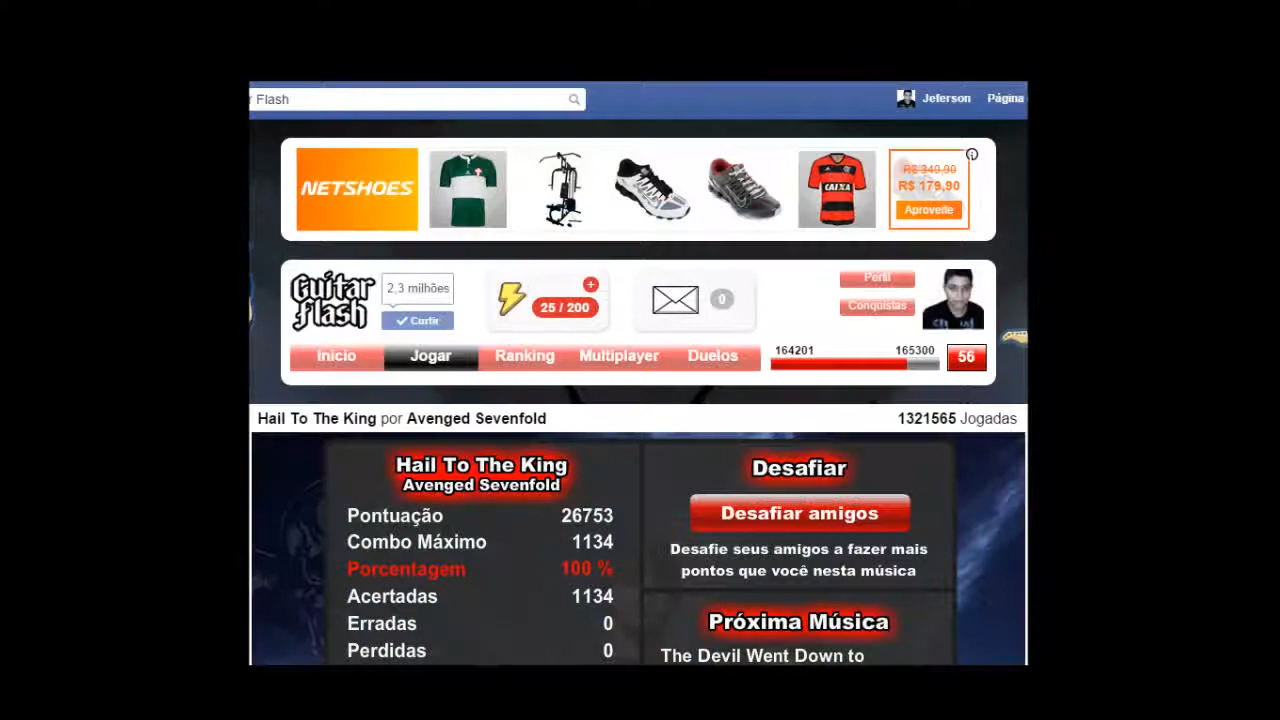 r Flash
Jeferson
Página
NETSHOES
CAIXA
R$ 349,90
R$ 179,90
Aproveite
Guitar Flash
2,3 milhões
Curtir
25 / 200
0
Perfil
Conquistas
Inicio
Jogar
Ranking
Multiplayer
Duelos
164201
165300
56
Hail To The King por Avenged Sevenfold
1321565 Jogadas
Hail To The King
Avenged Sevenfold
Pontuação 26753
Combo Máximo 1134
Porcentagem 100 %
Acertadas 1134
Erradas 0
Perdidas 0
Desafiar
Desafiar amigos
Desafie seus amigos a fazer mais
pontos que você nesta música
Próxima Música
The Devil Went Down to